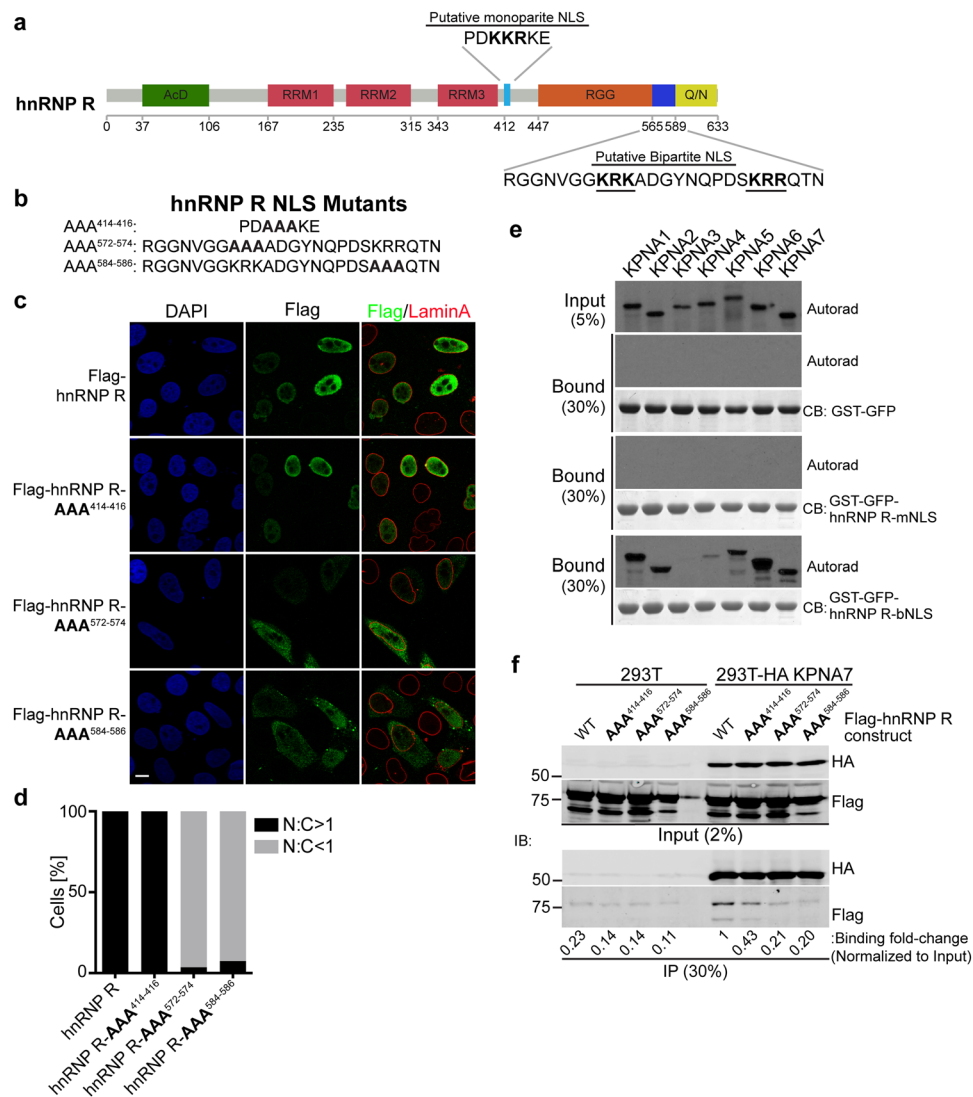 a
Putative monoparite NLS
PDKKRKE
hnRNP R
AcD RRM1 RRM2 RRM3 RGG Q/N
0 37 106 167 235 315 343 412 447 565 589 633
Putative Bipartite NLS
RGGNVGGKRKADGYNQPDSKRRQTN
b
hnRNP R NLS Mutants
AAA414-416: PDAAAKE
AAA572-574: RGGNVGGAAAADGYNQPDSKRRQTN
AAA584-586: RGGNVGGKRKADGYNQPDSAAAQTN
c
DAPI Flag Flag/LaminA
Flag-
hnRNP R
Flag-hnRNP R-
AAA414-416
Flag-hnRNP R-
AAA572-574
Flag-hnRNP R-
AAA584-586
d
100
50
0
Cells [%]
N:C>1
N:C<1
hnRNP R
hnRNP R-AAA414-416
hnRNP R-AAA572-574
hnRNP R-AAA584-586
e
KPNA1 KPNA2 KPNA3 KPNA4 KPNA5 KPNA6 KPNA7
Input
(5%)
Autorad
Bound
(30%)
Autorad
CB: GST-GFP
Bound
(30%)
Autorad
CB: GST-GFP-
hnRNP R-mNLS
Bound
(30%)
Autorad
CB: GST-GFP-
hnRNP R-bNLS
f
293T 293T-HA KPNA7
WT AAA414-416 AAA572-574 AAA584-586 WT AAA414-416 AAA572-574 AAA584-586
Flag-hnRNP R
construct
50
HA
75
Flag
Input (2%)
IB:
50
HA
75
Flag
0.23 0.14 0.14 0.11 1 0.43 0.21 0.20
:Binding fold-change
(Normalized to Input)
IP (30%)